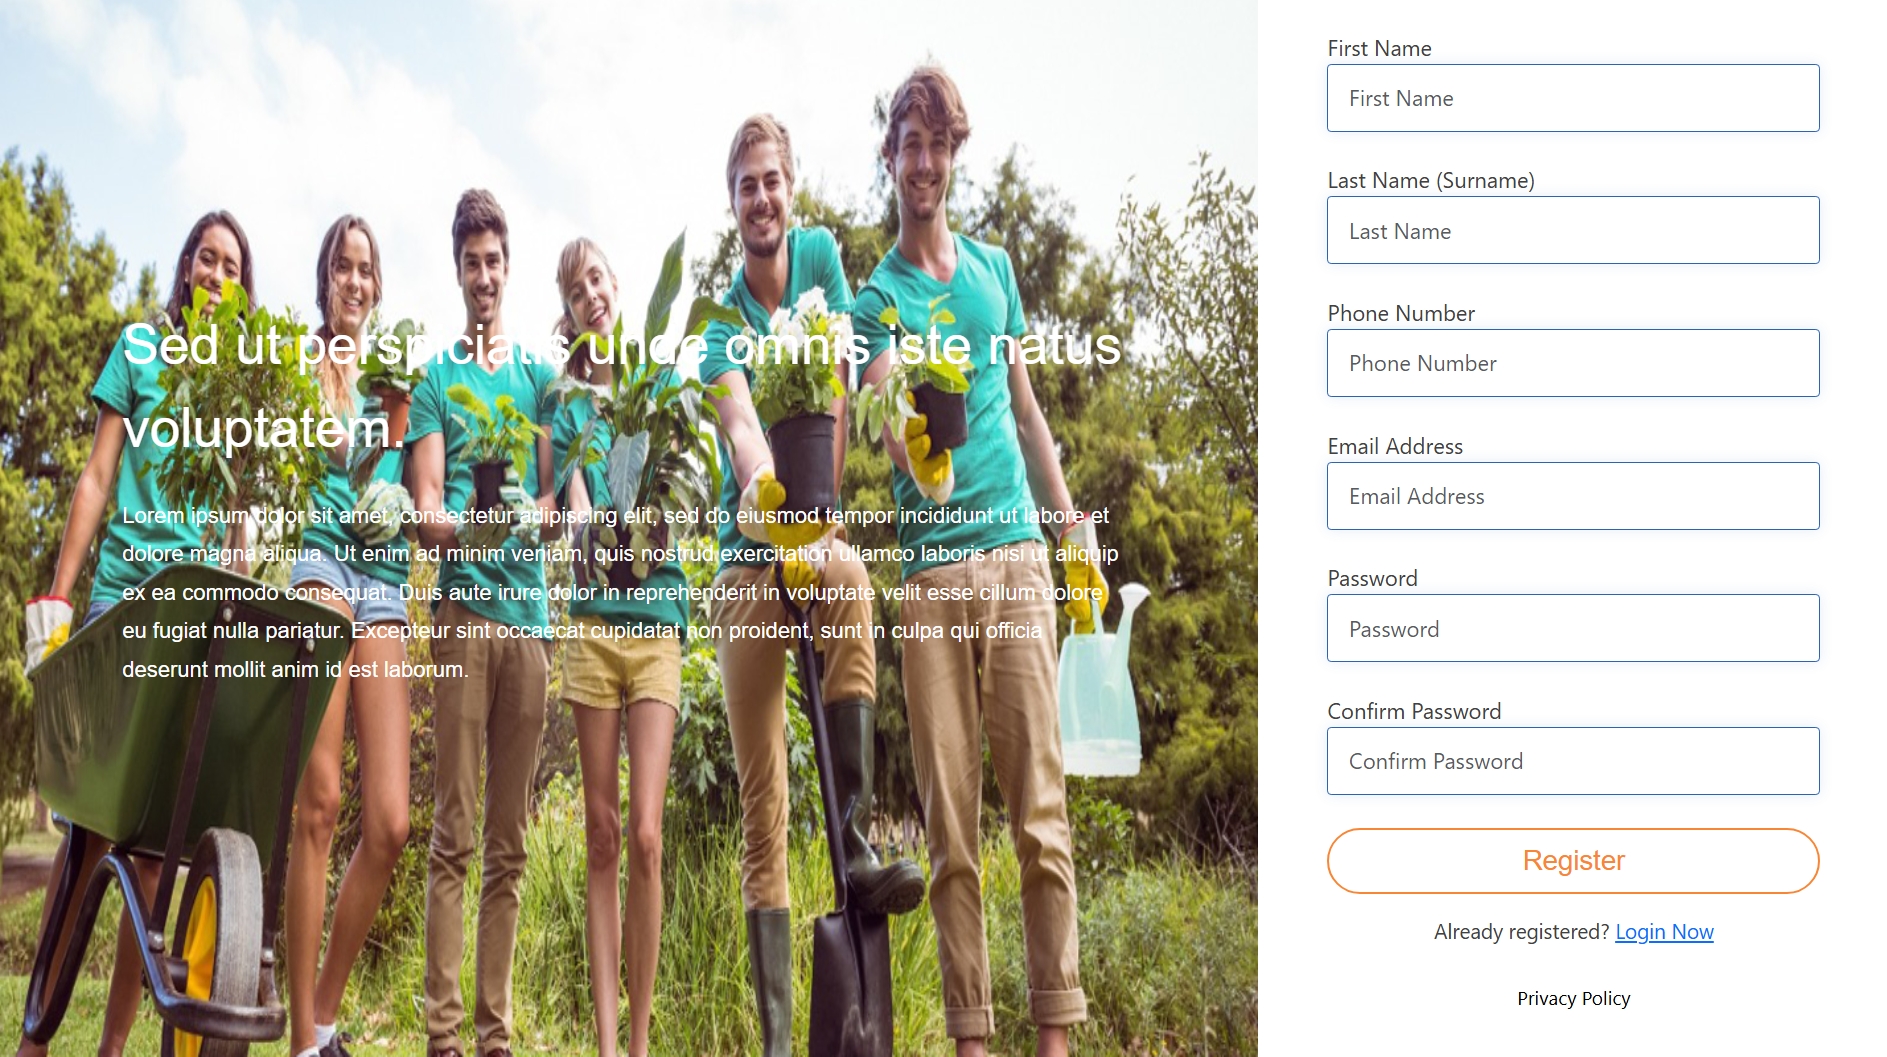 Sed ut perspiciatis unde omnis iste natus
voluptatem.
Lorem ipsum dolor sit amet, consectetur adipiscing elit, sed do eiusmod tempor incididunt ut labore et
dolore magna aliqua. Ut enim ad minim veniam, quis nostrud exercitation ullamco laboris nisi ut aliquip
ex ea commodo consequat. Duis aute irure dolor in reprehenderit in voluptate velit esse cillum dolore
eu fugiat nulla pariatur. Excepteur sint occaecat cupidatat non proident, sunt in culpa qui officia
deserunt mollit anim id est laborum.
First Name
First Name
Last Name (Surname)
Last Name
Phone Number
Phone Number
Email Address
Email Address
Password
Password
Confirm Password
Confirm Password
Register
Already registered? Login Now
Privacy Policy